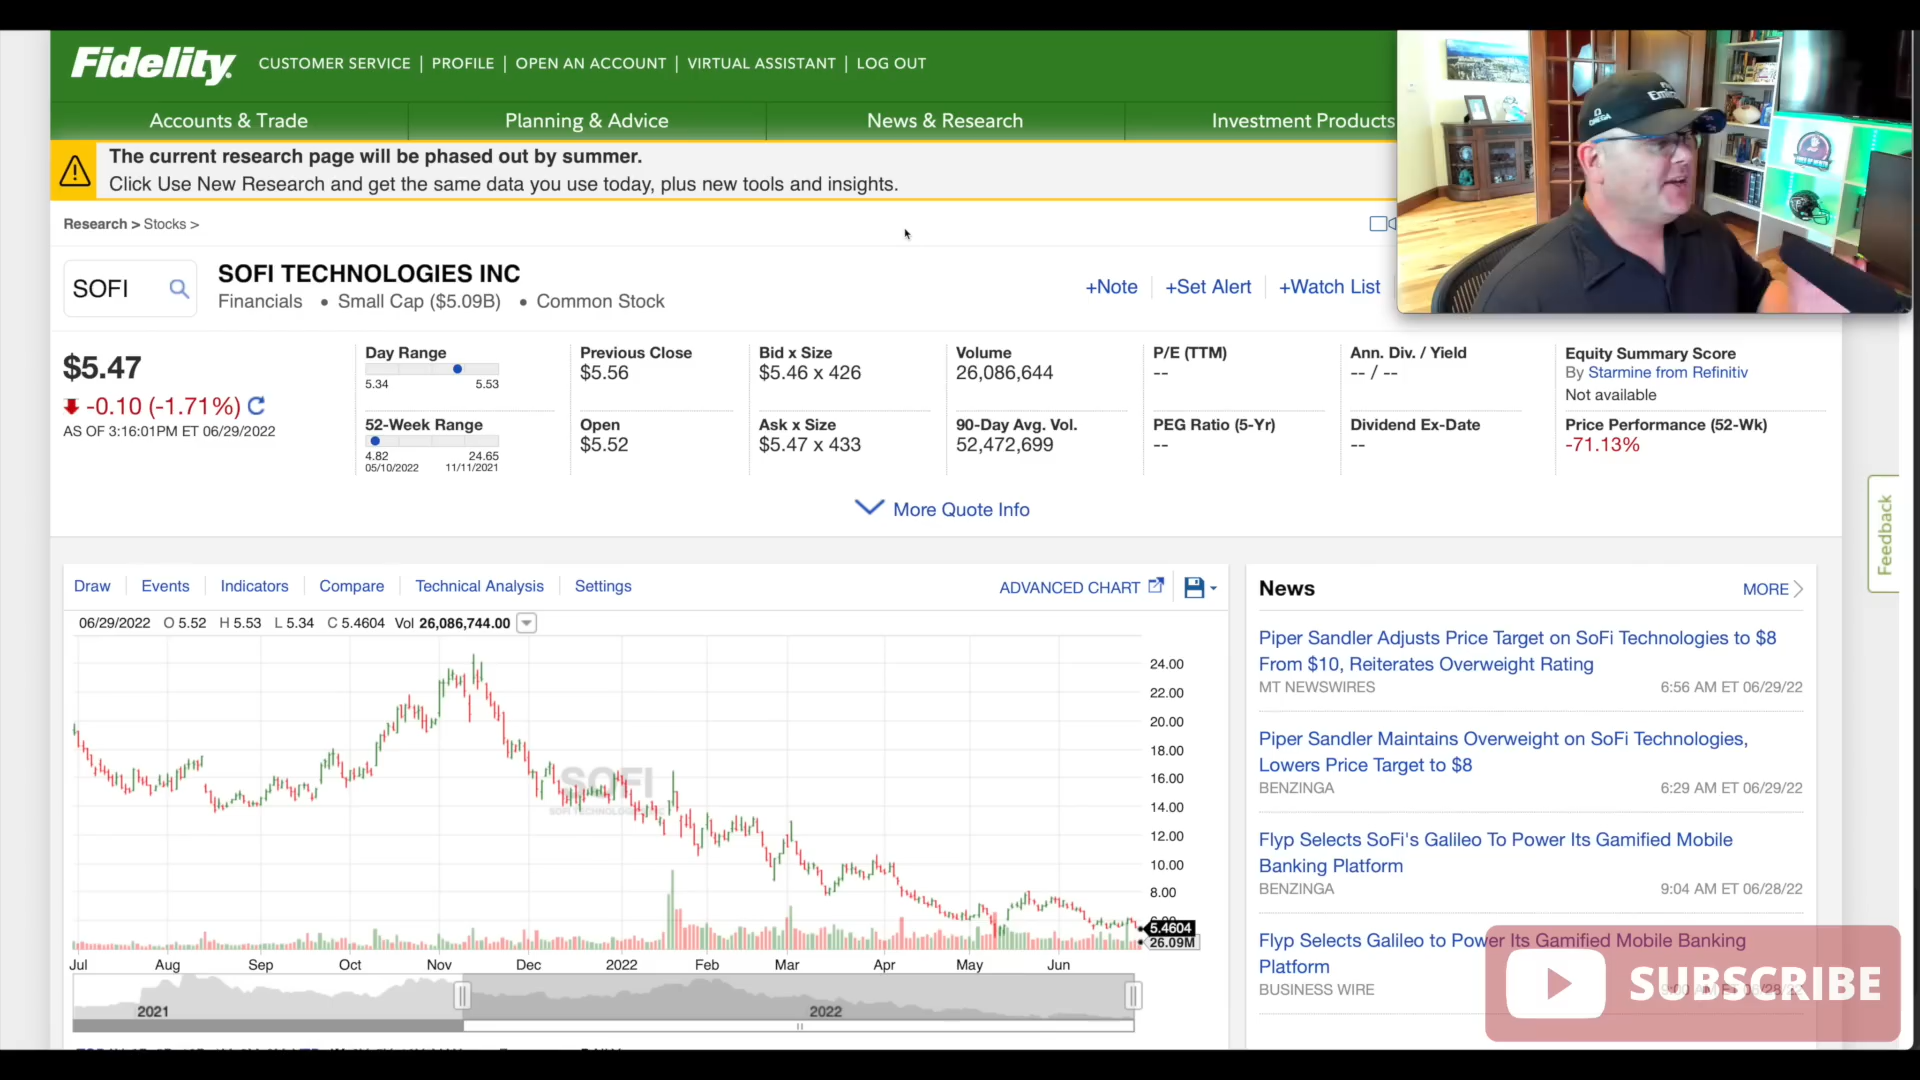 Fidelity
CUSTOMER SERVICE | PROFILE | OPEN AN ACCOUNT | VIRTUAL ASSISTANT | LOG OUT
Accounts & Trade
Planning & Advice
News & Research
Investment Products
The current research page will be phased out by summer.
Click Use New Research and get the same data you use today, plus new tools and insights.
Research > Stocks >
SOFI
SOFI TECHNOLOGIES INC
Financials • Small Cap ($5.09B) • Common Stock
+Note
+Set Alert
+Watch List
OMEGA
$5.47
-0.10 (-1.71%)
AS OF 3:16:01PM ET 06/29/2022
Day Range
5.34 5.53
52-Week Range
4.82 24.65
05/10/2022 11/11/2021
Previous Close
$5.56
Open
$5.52
Bid x Size
$5.46 x 426
Ask x Size
$5.47 x 433
Volume
26,086,644
90-Day Avg. Vol.
52,472,699
P/E (TTM)
--
PEG Ratio (5-Yr)
--
Ann. Div. / Yield
-- / --
Dividend Ex-Date
--
Equity Summary Score
By Starmine from Refinitiv
Not available
Price Performance (52-Wk)
-71.13%
More Quote Info
Feedback
Draw
Events
Indicators
Compare
Technical Analysis
Settings
ADVANCED CHART
06/29/2022 O 5.52 H 5.53 L 5.34 C 5.4604 Vol 26,086,744.00
SOFI
SOFI TECHNOLOGIES INC
24.00
22.00
20.00
18.00
16.00
14.00
12.00
10.00
8.00
6.00
5.4604
26.09M
Jul Aug Sep Oct Nov Dec 2022 Feb Mar Apr May Jun
2021 2022
News
MORE
Piper Sandler Adjusts Price Target on SoFi Technologies to $8
From $10, Reiterates Overweight Rating
MT NEWSWIRES 6:56 AM ET 06/29/22
Piper Sandler Maintains Overweight on SoFi Technologies,
Lowers Price Target to $8
BENZINGA 6:29 AM ET 06/29/22
Flyp Selects SoFi's Galileo To Power Its Gamified Mobile
Banking Platform
BENZINGA 9:04 AM ET 06/28/22
Flyp Selects Galileo to Power Its Gamified Mobile Banking
Platform
BUSINESS WIRE 9:00 AM ET 06/28/22
SUBSCRIBE